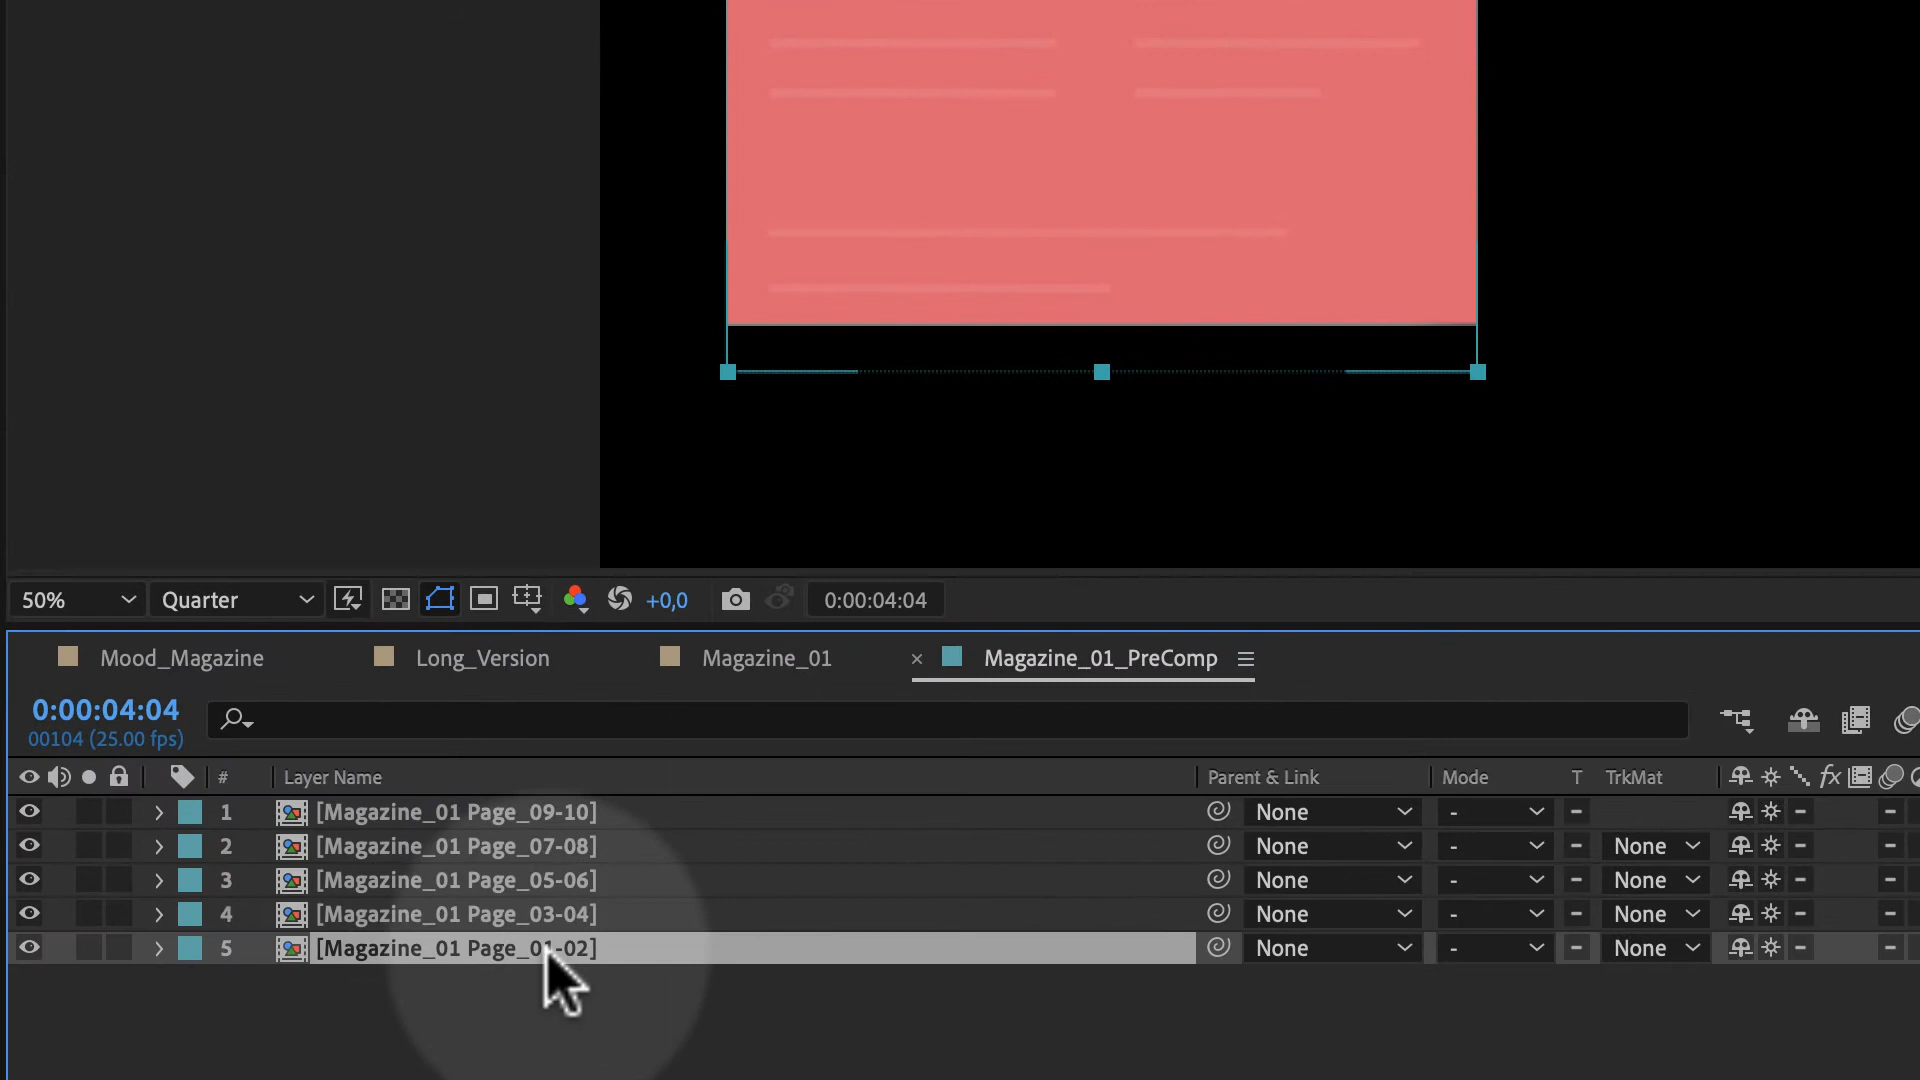 50% Quarter +0,0 0:00:04:04
Mood_Magazine Long_Version Magazine_01 × Magazine_01_PreComp
0:00:04:04
00104 (25.00 fps)
# Layer Name Parent & Link Mode T TrkMat fx
1 [Magazine_01 Page_09-10] None -
2 [Magazine_01 Page_07-08] None - None
3 [Magazine_01 Page_05-06] None - None
4 [Magazine_01 Page_03-04] None - None
5 [Magazine_01 Page_01-02] None - None